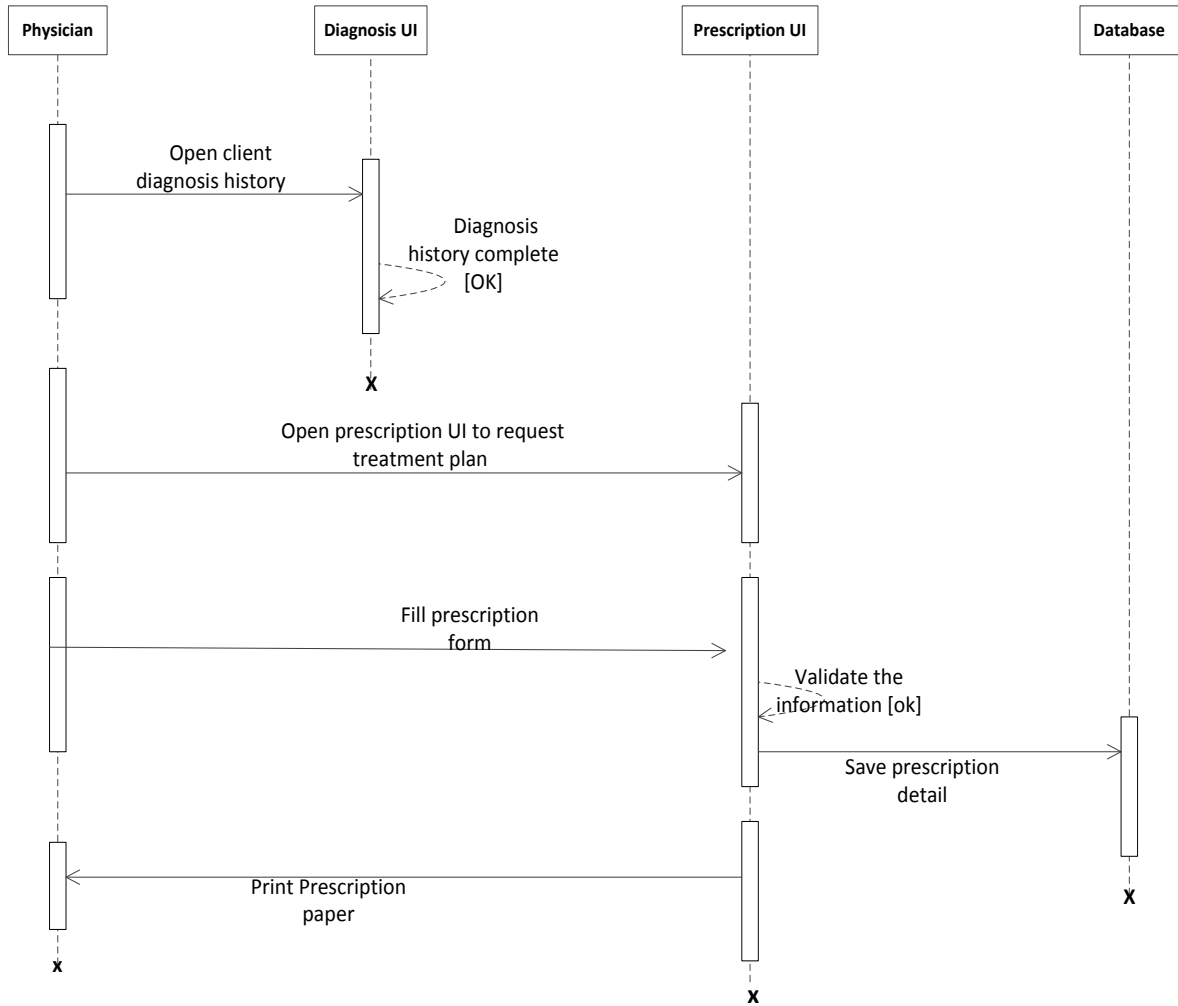 Physician
Diagnosis UI
Prescription UI
Database
Open client
diagnosis history
Diagnosis
history complete
[OK]
X
Open prescription UI to request
treatment plan
Fill prescription
form
Validate the
information [ok]
Save prescription
detail
Print Prescription
paper
X
x
x